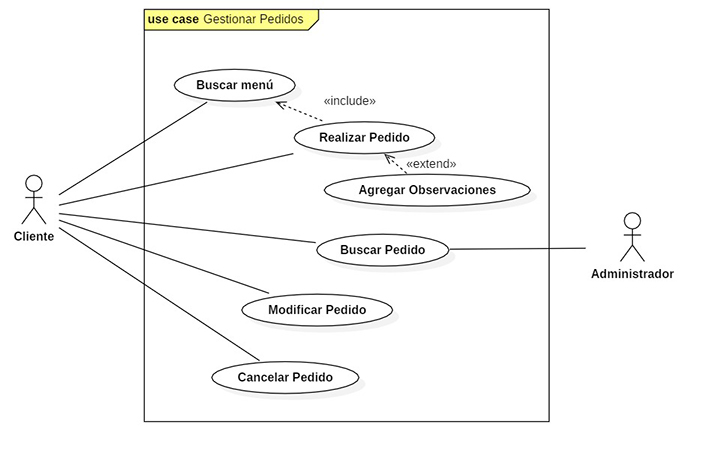 use case Gestionar Pedidos
Buscar menú
«include»
Realizar Pedido
«extend»
Agregar Observaciones
Cliente
Buscar Pedido
Administrador
Modificar Pedido
Cancelar Pedido